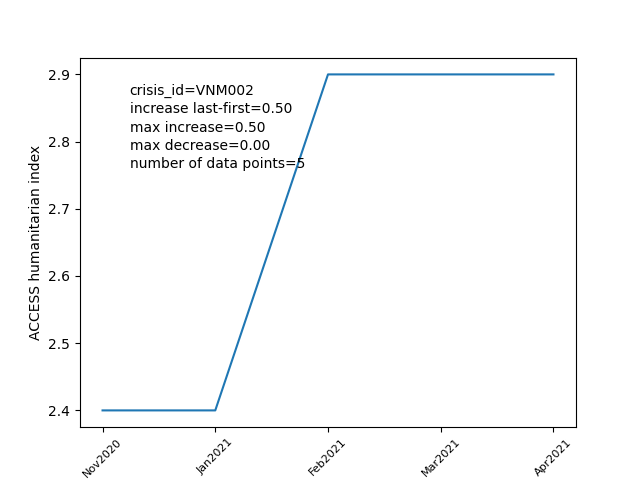 crisis_id=VNM002
increase last-first=0.50
max increase=0.50
max decrease=0.00
number of data points=5
ACCESS humanitarian index
2.9
2.8
2.7
2.6
2.5
2.4
Nov2020
Jan2021
Feb2021
Mar2021
Apr2021